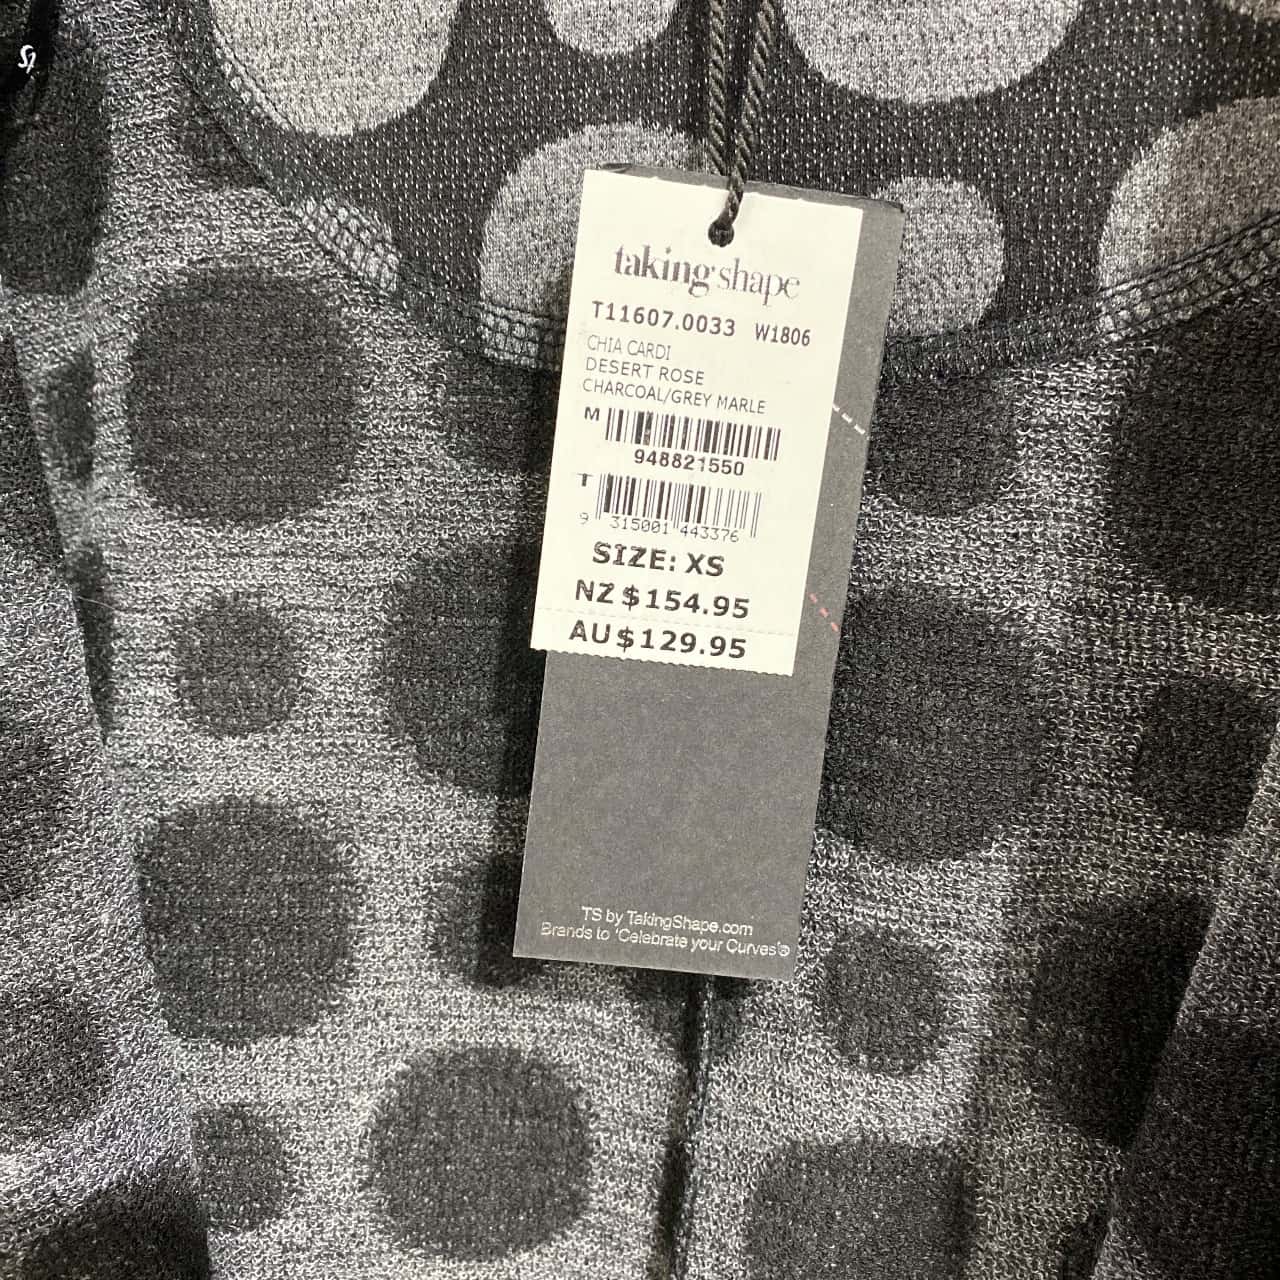 taking shape
T11607.0033 W1806
CHIA CARDI
DESERT ROSE
CHARCOAL/GREY MARLE
M
948821550
T
9 315001 443376
SIZE: XS
NZ $154.95
AU $129.95
TS by TakingShape.com
Brands to 'Celebrate your Curves'®